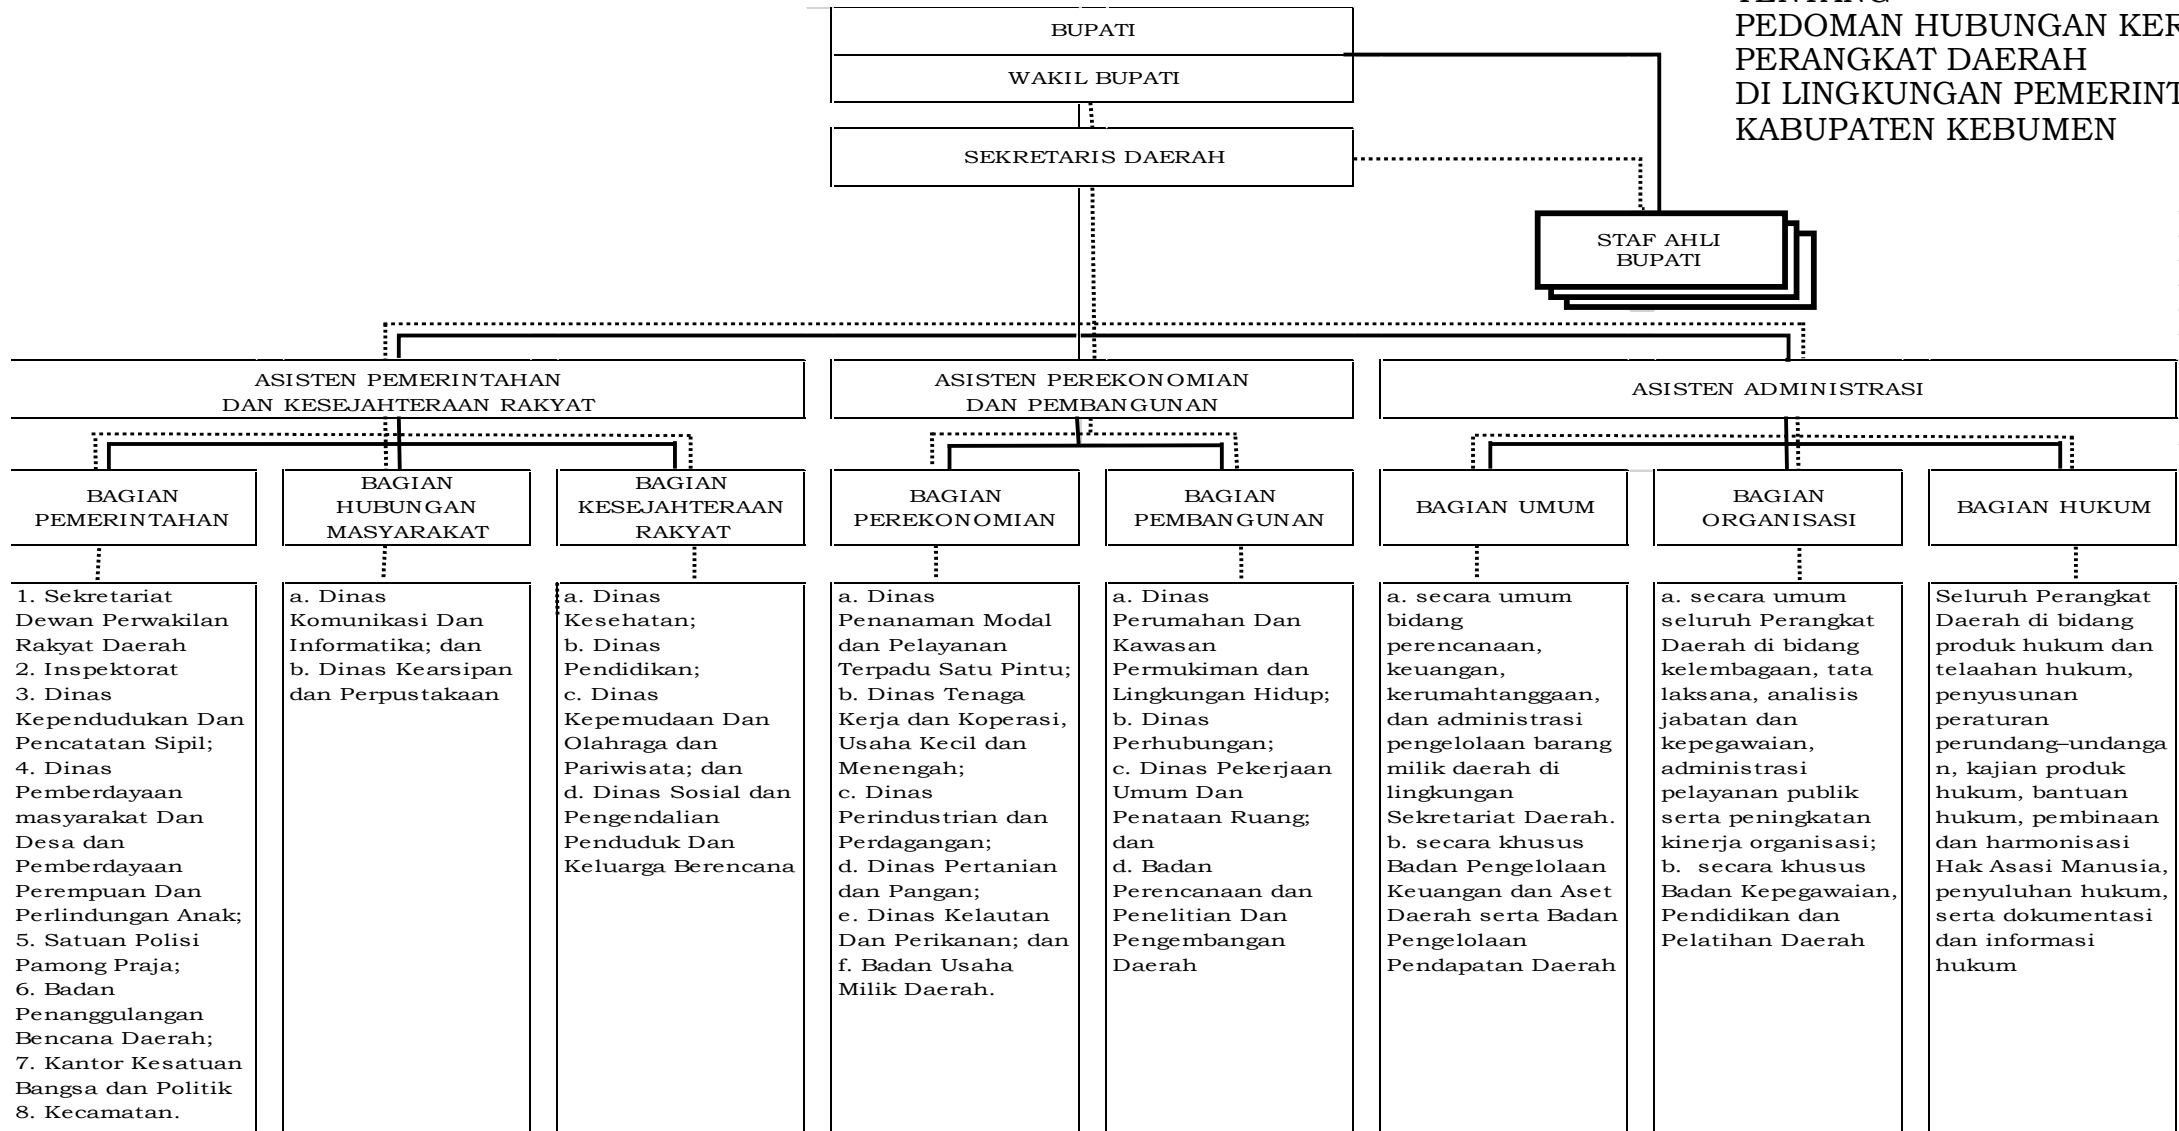 TENTANG
PEDOMAN HUBUNGAN KER
PERANGKAT DAERAH
DI LINGKUNGAN PEMERINT
KABUPATEN KEBUMEN
BUPATI
WAKIL BUPATI
SEKRETARIS DAERAH
STAF AHLI
BUPATI
ASISTEN PEMERINTAHAN
DAN KESEJAHTERAAN RAKYAT
ASISTEN PEREKONOMIAN
DAN PEMBANGUNAN
ASISTEN ADMINISTRASI
BAGIAN
PEMERINTAHAN
BAGIAN
HUBUNGAN
MASYARAKAT
BAGIAN
KESEJAHTERAAN
RAKYAT
BAGIAN
PEREKONOMIAN
BAGIAN
PEMBANGUNAN
BAGIAN UMUM
BAGIAN
ORGANISASI
BAGIAN HUKUM
1. Sekretariat
Dewan Perwakilan
Rakyat Daerah
2. Inspektorat
3. Dinas
Kependudukan Dan
Pencatatan Sipil;
4. Dinas
Pemberdayaan
masyarakat Dan
Desa dan
Pemberdayaan
Perempuan Dan
Perlindungan Anak;
5. Satuan Polisi
Pamong Praja;
6. Badan
Penanggulangan
Bencana Daerah;
7. Kantor Kesatuan
Bangsa dan Politik
8. Kecamatan.
a. Dinas
Komunikasi Dan
Informatika; dan
b. Dinas Kearsipan
dan Perpustakaan
a. Dinas
Kesehatan;
b. Dinas
Pendidikan;
c. Dinas
Kepemudaan Dan
Olahraga dan
Pariwisata; dan
d. Dinas Sosial dan
Pengendalian
Penduduk Dan
Keluarga Berencana
a. Dinas
Penanaman Modal
dan Pelayanan
Terpadu Satu Pintu;
b. Dinas Tenaga
Kerja dan Koperasi,
Usaha Kecil dan
Menengah;
c. Dinas
Perindustrian dan
Perdagangan;
d. Dinas Pertanian
dan Pangan;
e. Dinas Kelautan
Dan Perikanan; dan
f. Badan Usaha
Milik Daerah.
a. Dinas
Perumahan Dan
Kawasan
Permukiman dan
Lingkungan Hidup;
b. Dinas
Perhubungan;
c. Dinas Pekerjaan
Umum Dan
Penataan Ruang;
dan
d. Badan
Perencanaan dan
Penelitian Dan
Pengembangan
Daerah
a. secara umum
bidang
perencanaan,
keuangan,
kerumahtanggaan,
dan administrasi
pengelolaan barang
milik daerah di
lingkungan
Sekretariat Daerah.
b. secara khusus
Badan Pengelolaan
Keuangan dan Aset
Daerah serta Badan
Pengelolaan
Pendapatan Daerah
a. secara umum
seluruh Perangkat
Daerah di bidang
kelembagaan, tata
laksana, analisis
jabatan dan
kepegawaian,
administrasi
pelayanan publik
serta peningkatan
kinerja organisasi;
b. secara khusus
Badan Kepegawaian,
Pendidikan dan
Pelatihan Daerah
Seluruh Perangkat
Daerah di bidang
produk hukum dan
telaahan hukum,
penyusunan
peraturan
perundang–undanga
n, kajian produk
hukum, bantuan
hukum, pembinaan
dan harmonisasi
Hak Asasi Manusia,
penyuluhan hukum,
serta dokumentasi
dan informasi
hukum